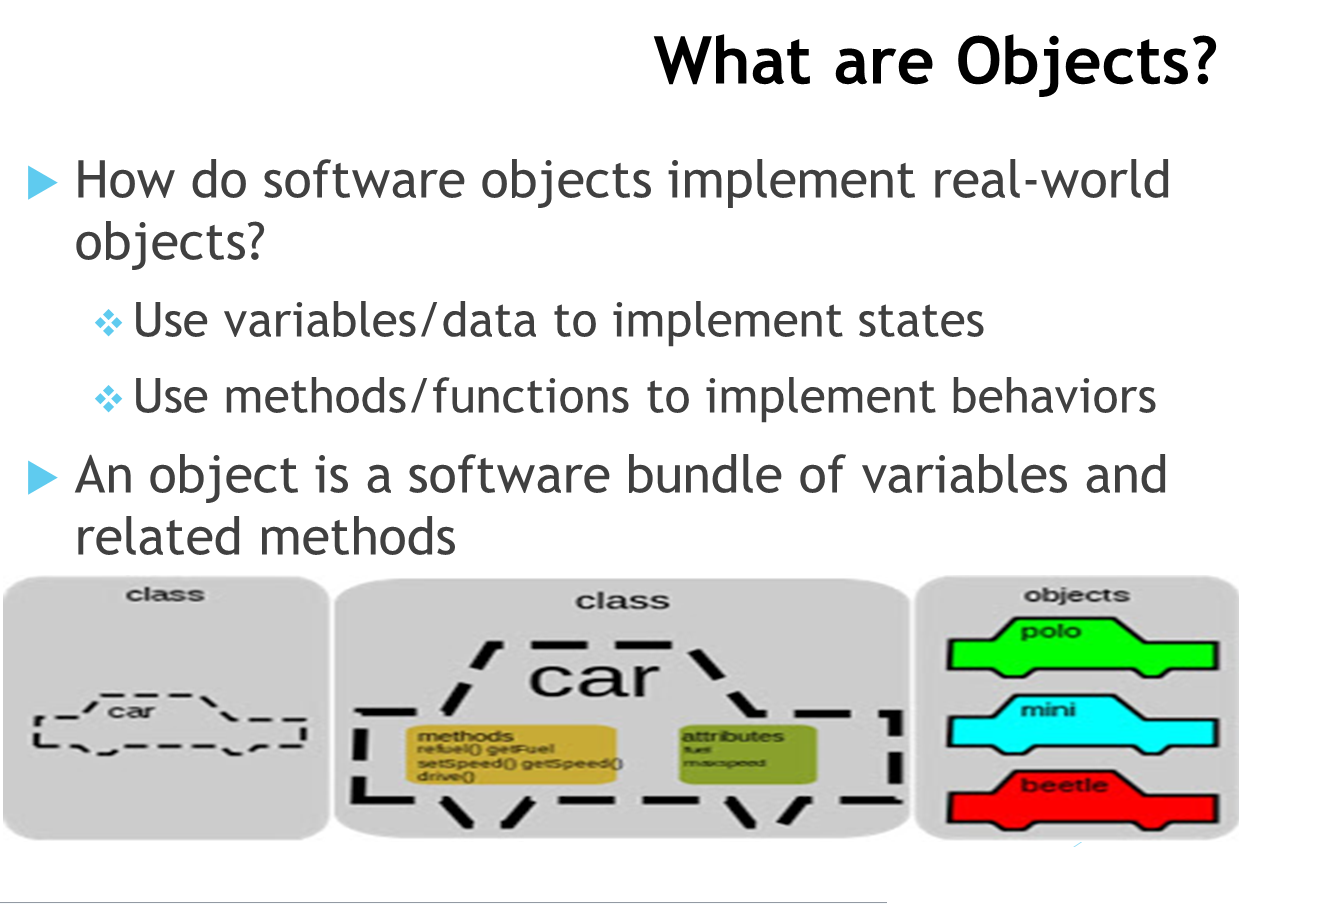 What are Objects?
How do software objects implement real-world
objects?
Use variables/data to implement states
Use methods/functions to implement behaviors
An object is a software bundle of variables and
related methods
class
car
class
car
methods
refuel() getFuel
setSpeed() getSpeed()
drive()
attributes
fuel
maxspeed
objects
polo
mini
beetle